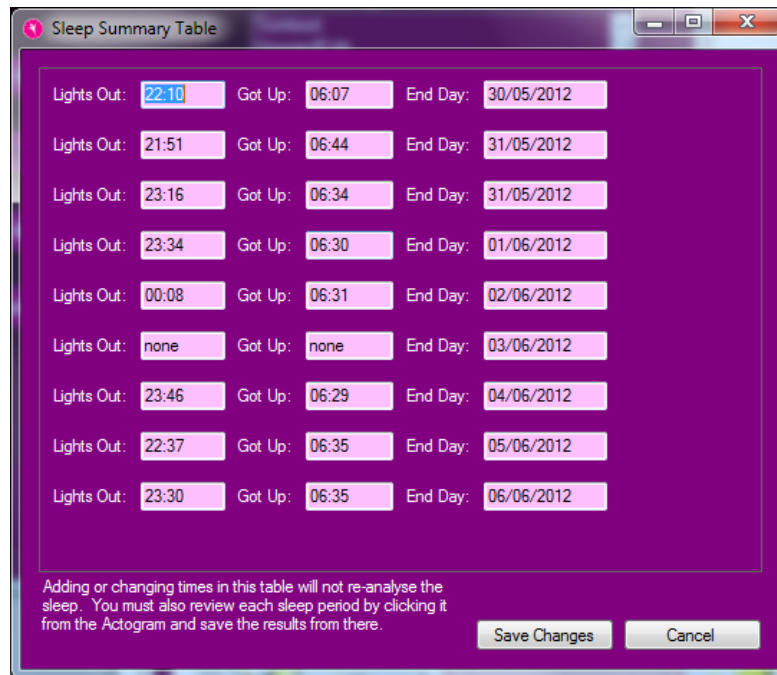 Sleep Summary Table
Lights Out: 22:10 Got Up: 06:07 End Day: 30/05/2012
Lights Out: 21:51 Got Up: 06:44 End Day: 31/05/2012
Lights Out: 23:16 Got Up: 06:34 End Day: 31/05/2012
Lights Out: 23:34 Got Up: 06:30 End Day: 01/06/2012
Lights Out: 00:08 Got Up: 06:31 End Day: 02/06/2012
Lights Out: none Got Up: none End Day: 03/06/2012
Lights Out: 23:46 Got Up: 06:29 End Day: 04/06/2012
Lights Out: 22:37 Got Up: 06:35 End Day: 05/06/2012
Lights Out: 23:30 Got Up: 06:35 End Day: 06/06/2012
Adding or changing times in this table will not re-analyse the
sleep. You must also review each sleep period by clicking it
from the Actogram and save the results from there.
Save Changes Cancel